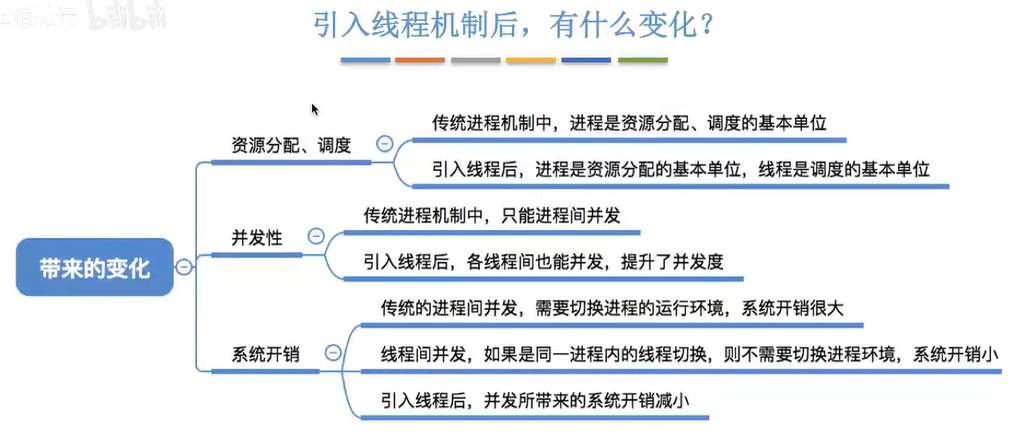 bilibili
引入线程机制后，有什么变化？
带来的变化
资源分配、调度
传统进程机制中，进程是资源分配、调度的基本单位
引入线程后，进程是资源分配的基本单位，线程是调度的基本单位
并发性
传统进程机制中，只能进程间并发
引入线程后，各线程间也能并发，提升了并发度
系统开销
传统的进程间并发，需要切换进程的运行环境，系统开销很大
线程间并发，如果是同一进程内的线程切换，则不需要切换进程环境，系统开销小
引入线程后，并发所带来的系统开销减小